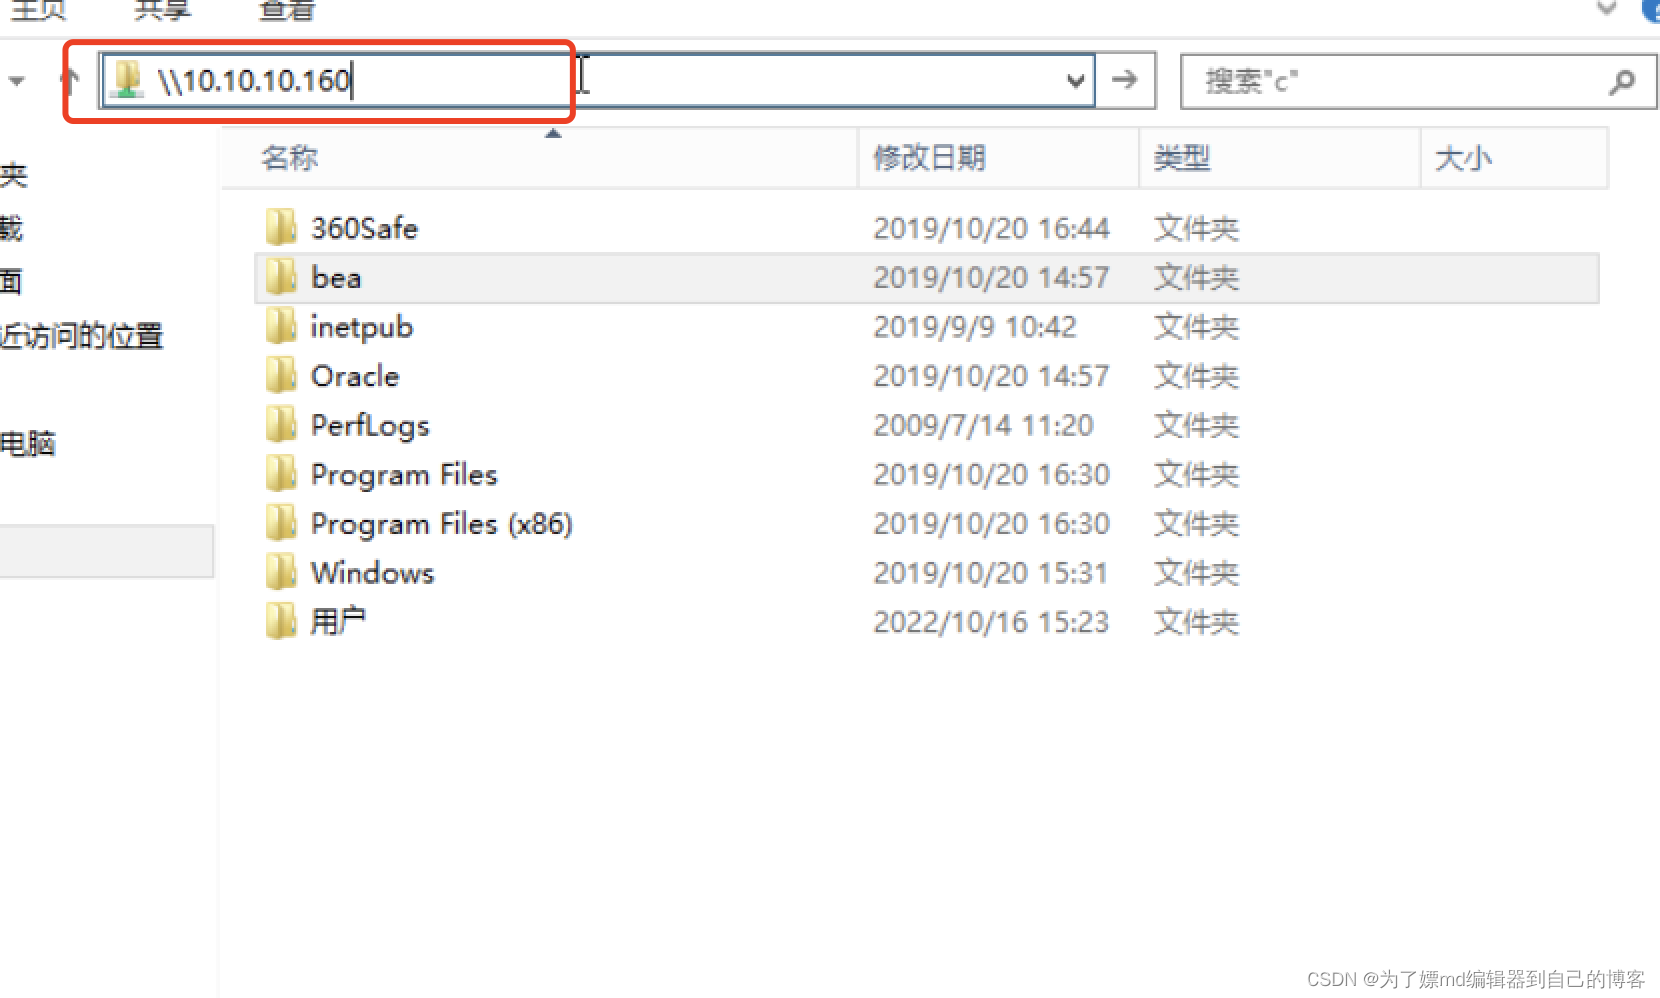 主页 共享 查看
\\10.10.10.160 搜索"c"
名称 修改日期 类型 大小
夹
载
面
近访问的位置
电脑
360Safe 2019/10/20 16:44 文件夹
bea 2019/10/20 14:57 文件夹
inetpub 2019/9/9 10:42 文件夹
Oracle 2019/10/20 14:57 文件夹
PerfLogs 2009/7/14 11:20 文件夹
Program Files 2019/10/20 16:30 文件夹
Program Files (x86) 2019/10/20 16:30 文件夹
Windows 2019/10/20 15:31 文件夹
用户 2022/10/16 15:23 文件夹
CSDN @为了嫖md编辑器到自己的博客